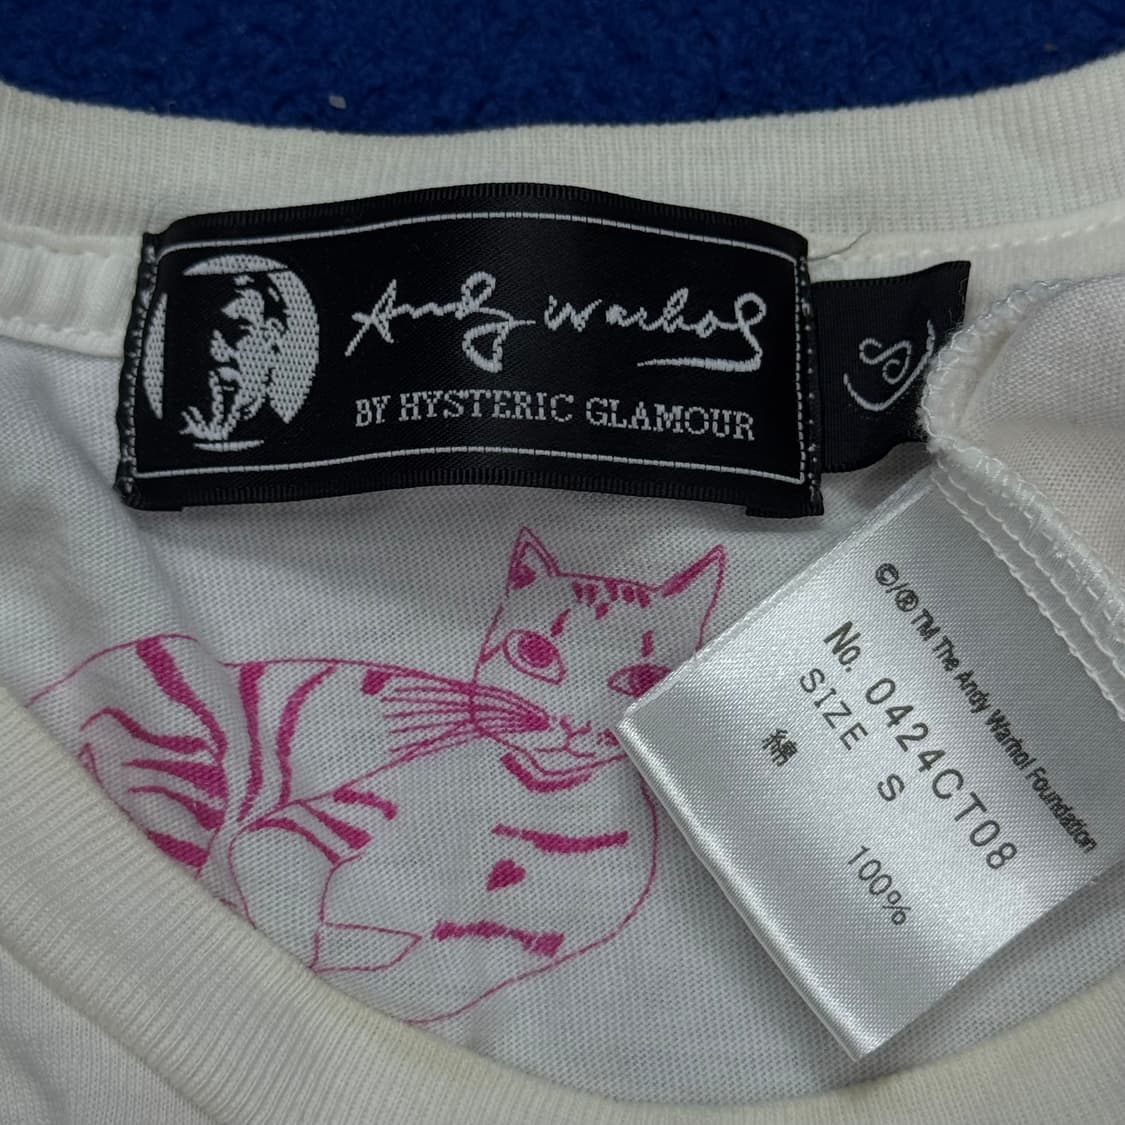 Andy Warhol
BY HYSTERIC GLAMOUR
S
©/® TM The Andy Warhol Foundation
No. 0424CT08
SIZE S
綿 100%